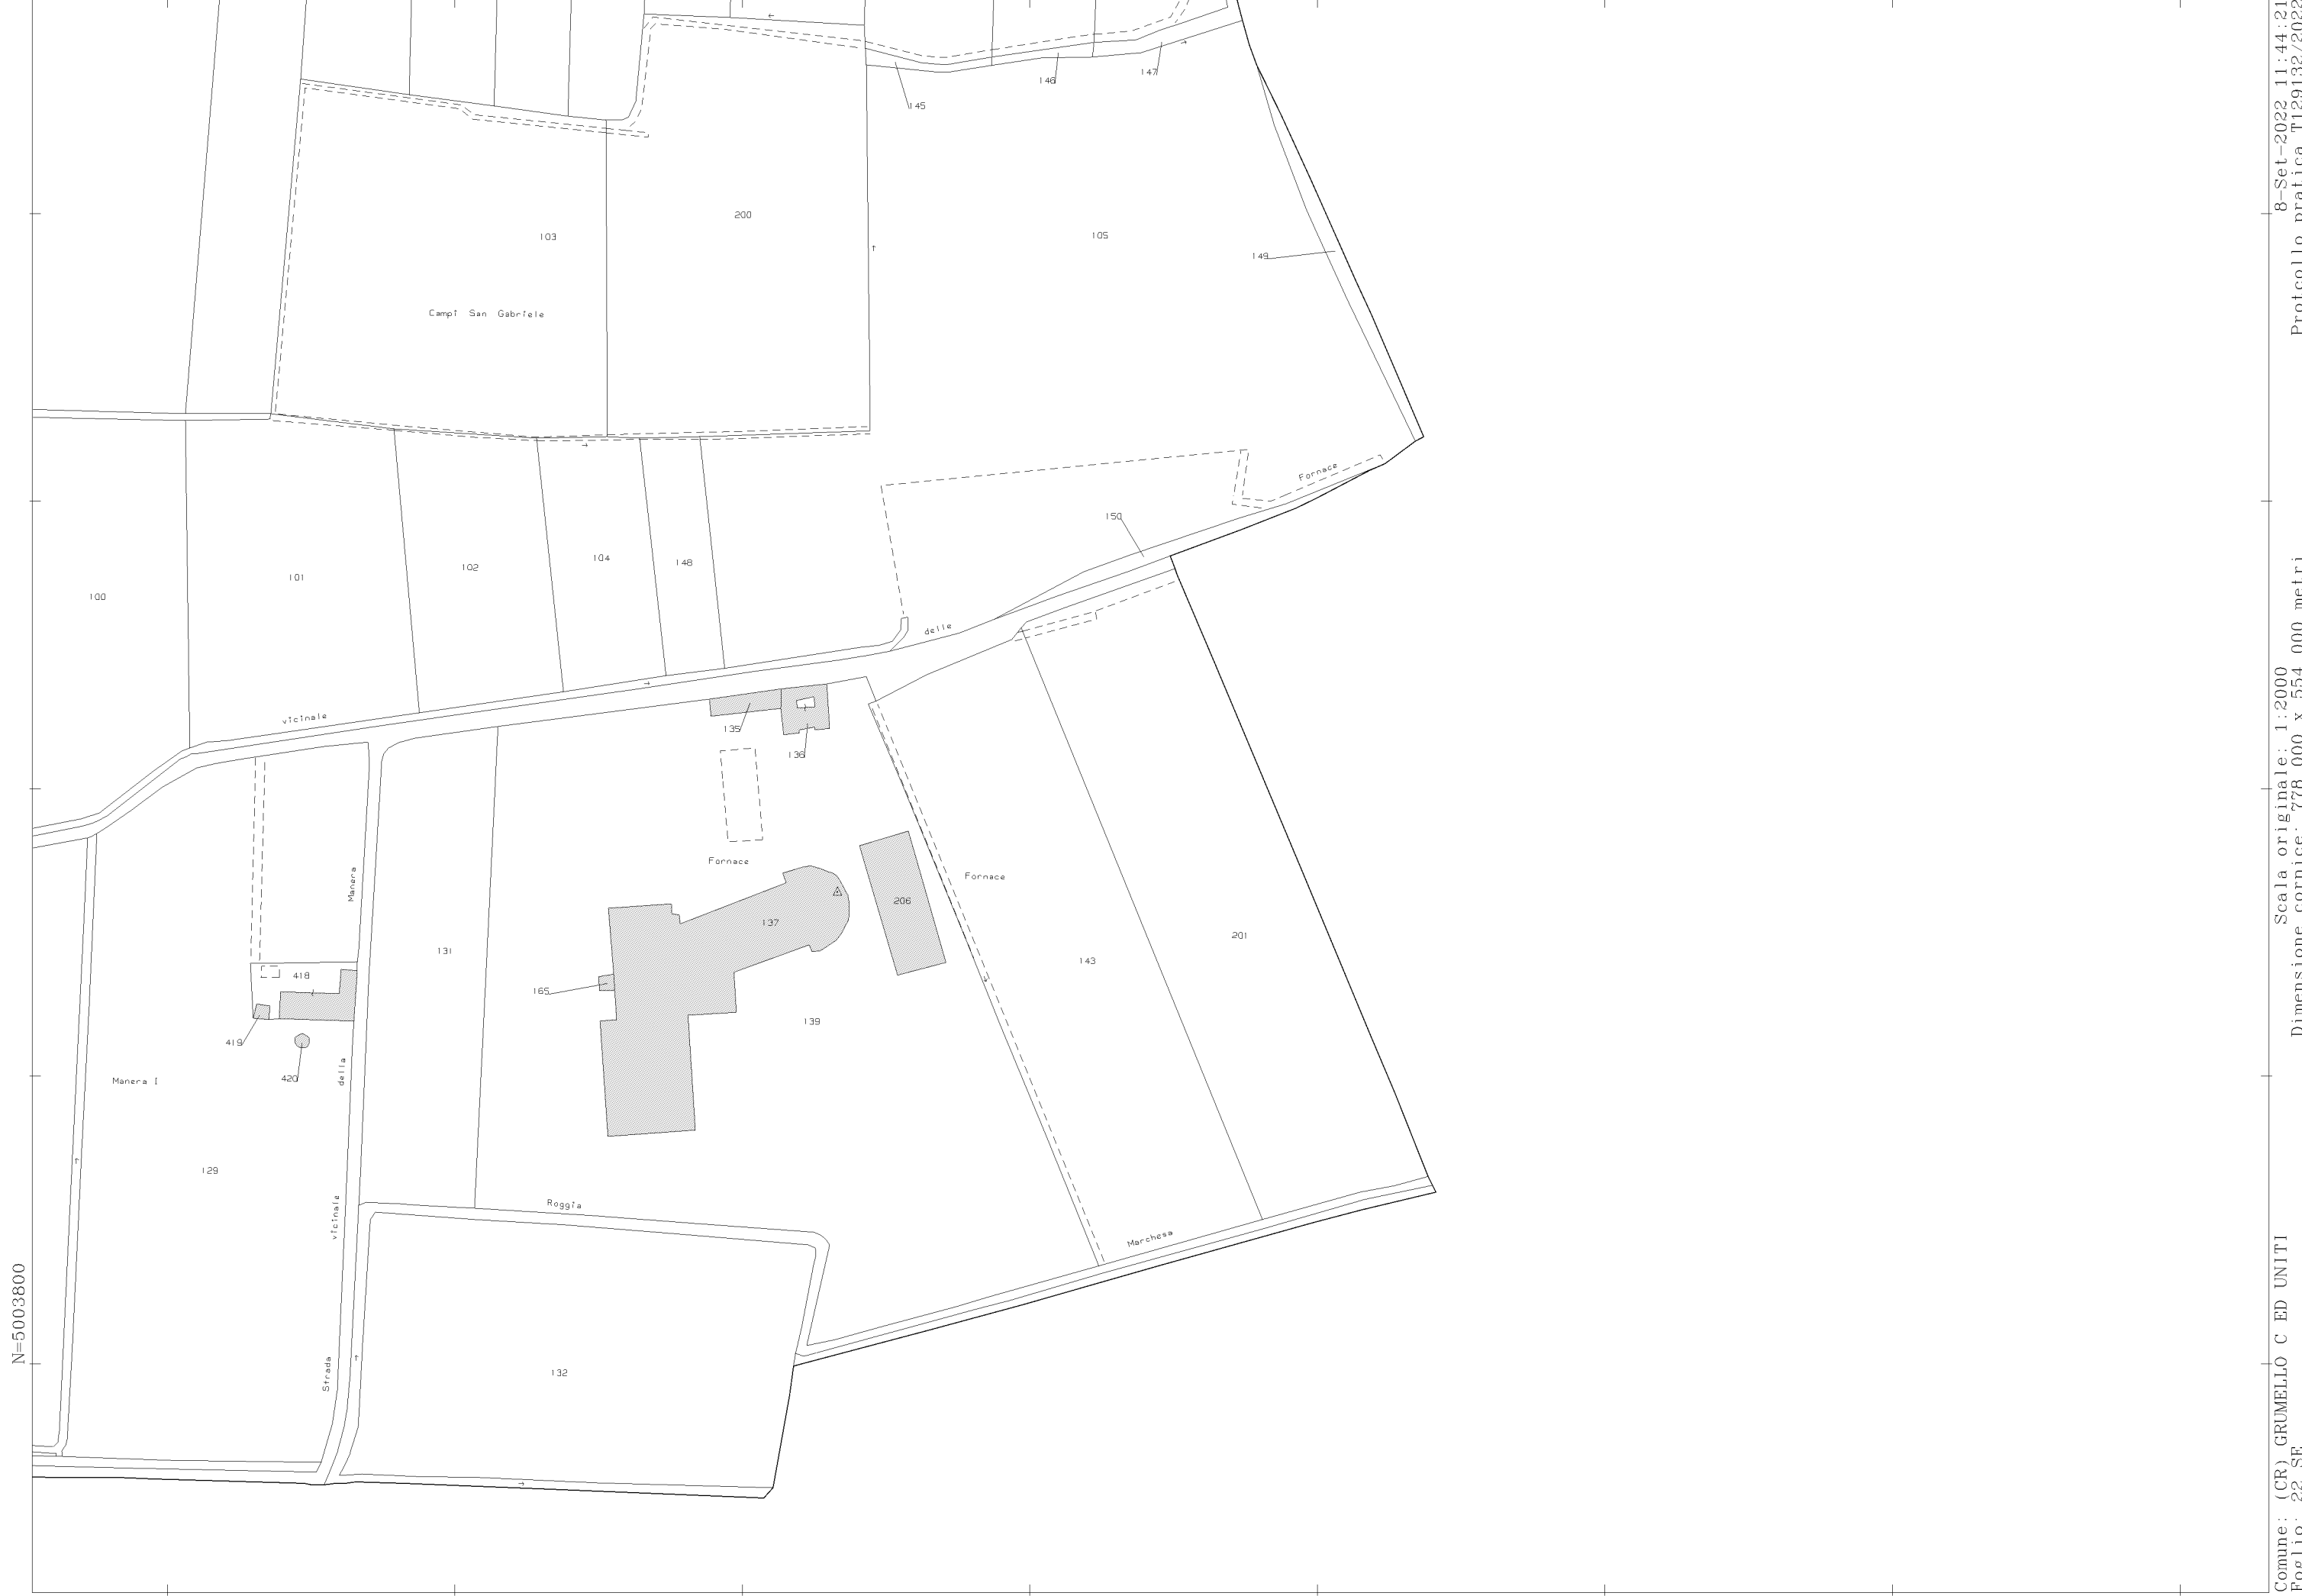 146
147
145
200
103
105
149
Campi San Gabriele
Fornace
150
104
148
102
101
100
delle
vicinale
135
136
Fornace
Manera
Fornace
206
137
201
131
143
418
165
139
419
della
420
Manera I
129
Roggia
vicinale
Marchesa
Strada
132
N=5003800
8-Set-2022 11:44:21
Protcollo pratica T129132/2022
Scala originale: 1:2000
Dimensione cornice: 778.000 x 554.000 metri
Comune: (CR) GRUMELLO C ED UNITI
Foglio: 22 SE